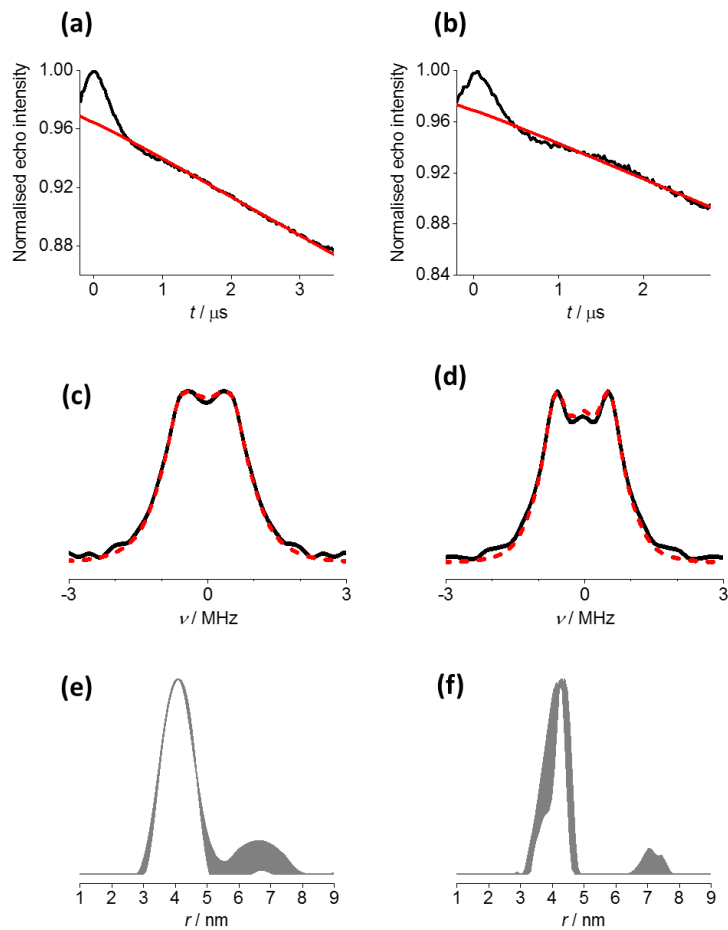 (a)
(b)
Normalised echo intensity
1.00
0.96
0.92
0.88
0 1 2 3
t / μs
Normalised echo intensity
1.00
0.96
0.92
0.88
0.84
0 1 2
t / μs
(c)
(d)
-3 0 3
ν / MHz
-3 0 3
ν / MHz
(e)
(f)
1 2 3 4 5 6 7 8 9
r / nm
1 2 3 4 5 6 7 8 9
r / nm